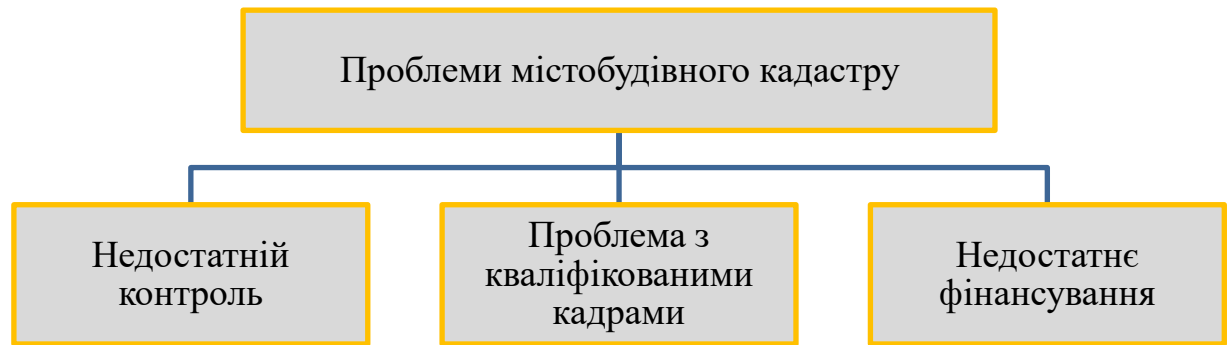 Проблеми містобудівного кадастру
Недостатній
контроль
Проблема з
кваліфікованими
кадрами
Недостатнє
фінансування